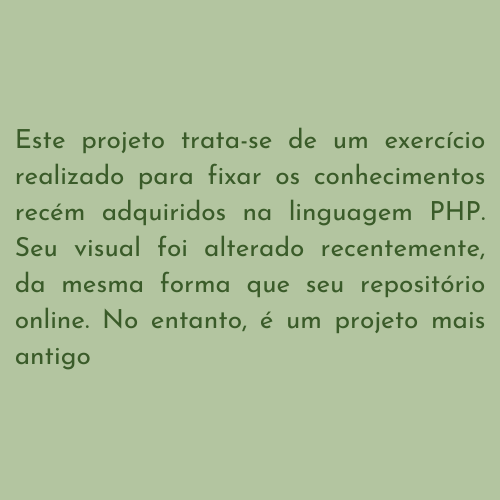 Este projeto trata-se de um exercício
realizado para fixar os conhecimentos
recém adquiridos na linguagem PHP.
Seu visual foi alterado recentemente,
da mesma forma que seu repositório
online. No entanto, é um projeto mais
antigo